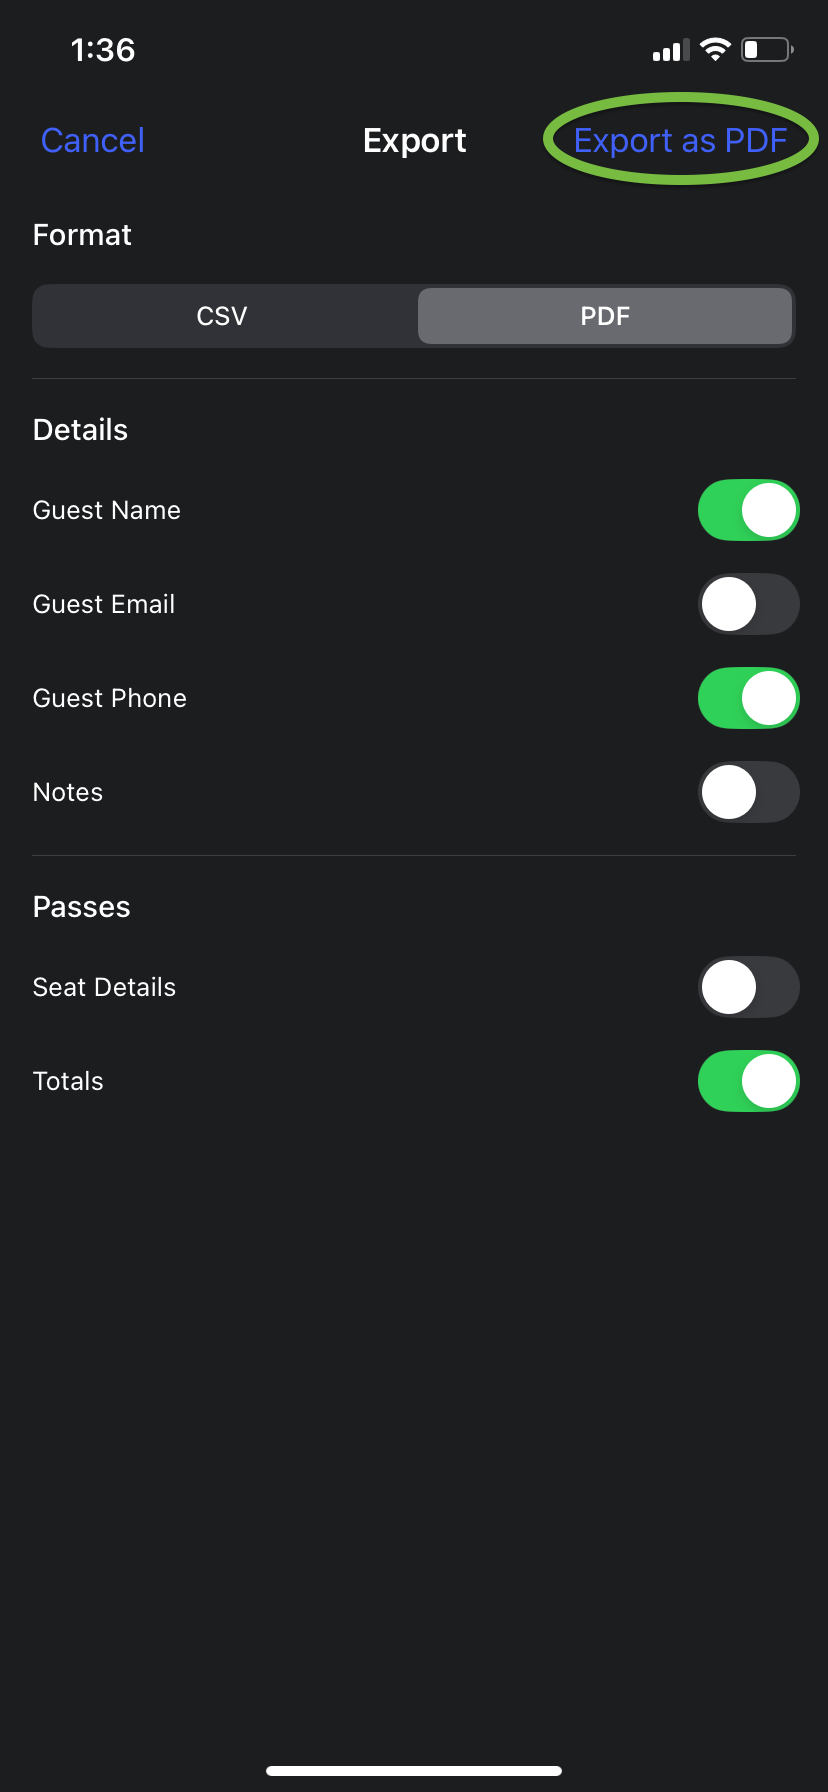 1:36
Cancel Export Export as PDF
Format
CSV PDF
Details
Guest Name
Guest Email
Guest Phone
Notes
Passes
Seat Details
Totals